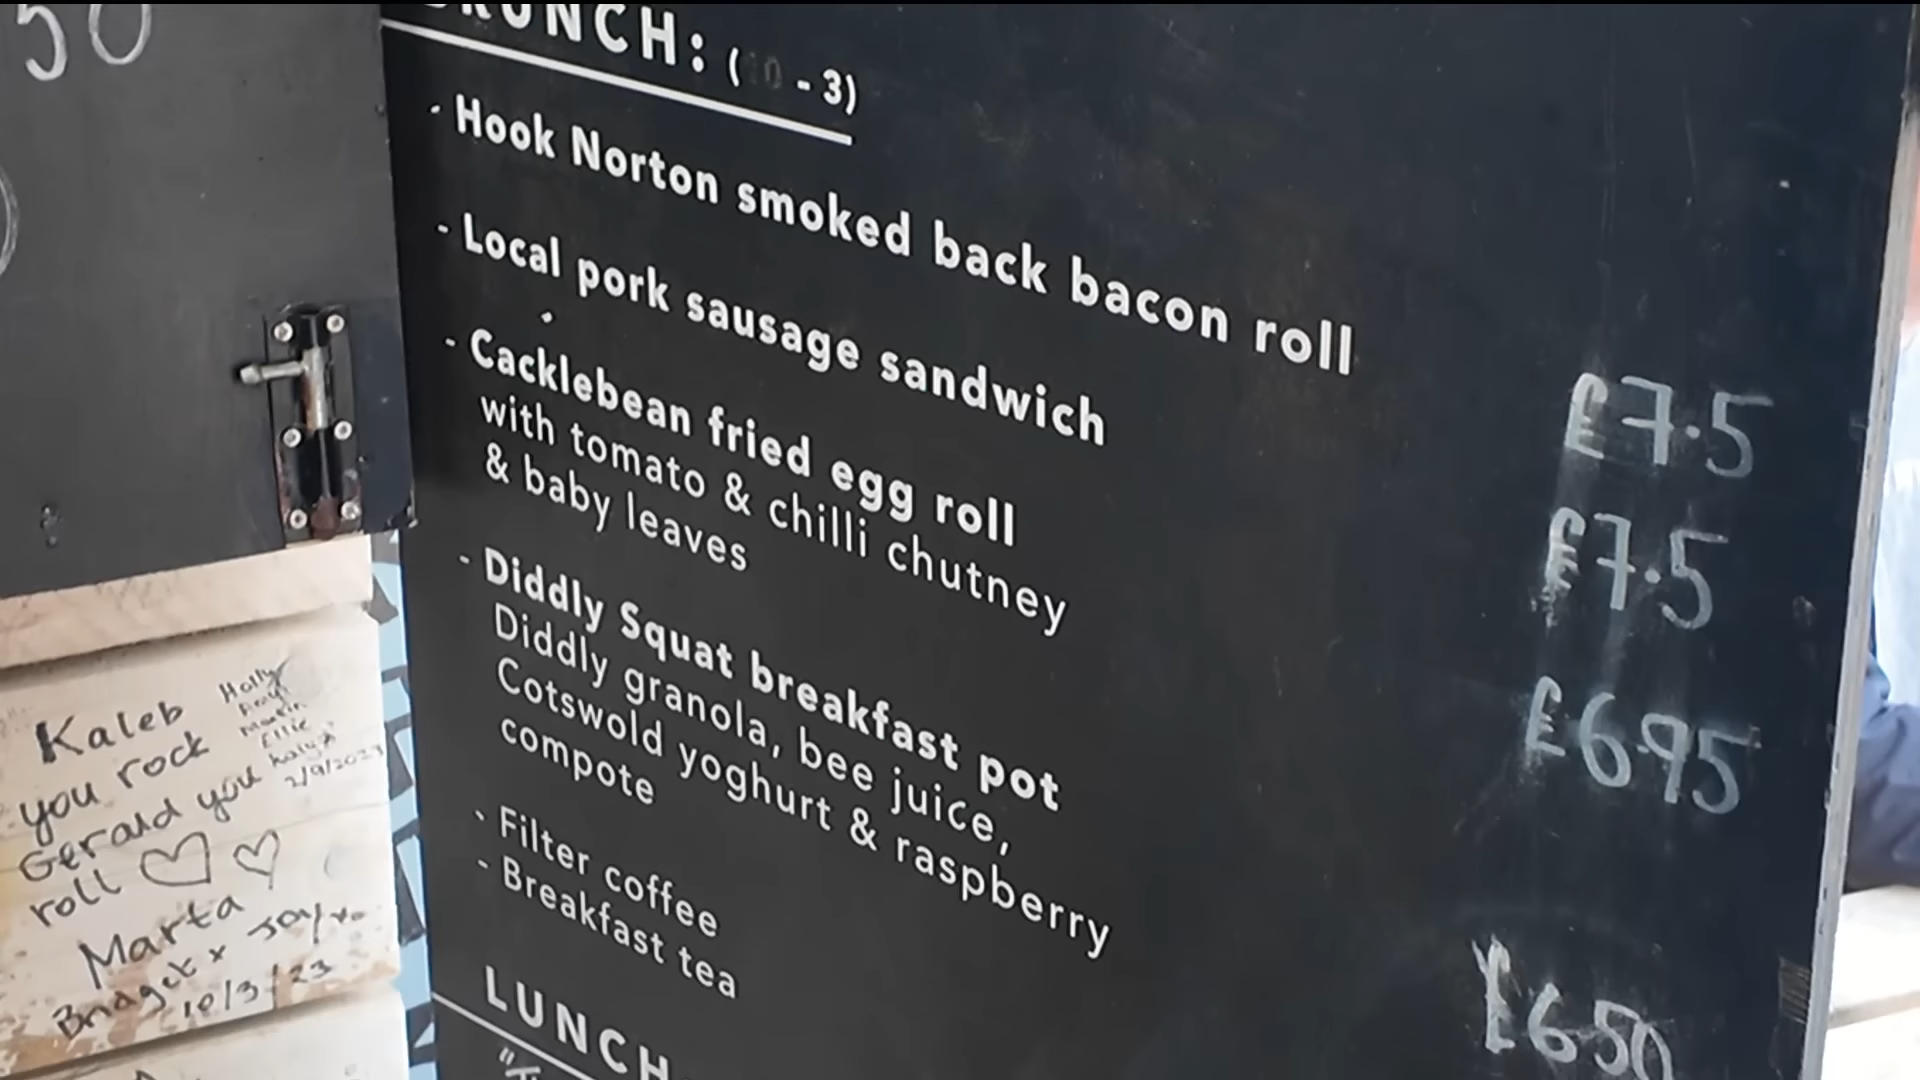 50
BRUNCH: (10 - 3)
- Hook Norton smoked back bacon roll
£7.5
- Local pork sausage sandwich
£7.5
- Cacklebean fried egg roll
with tomato & chilli chutney
& baby leaves
£6.95
- Diddly Squat breakfast pot
Diddly granola, bee juice,
Cotswold yoghurt & raspberry
compote
£6.50
- Filter coffee
- Breakfast tea
LUNCH
Kaleb
you rock
Gerald you
roll
Marta
Bridget x
10/3/23
Holly
Martin
Ellie
2/9/2023